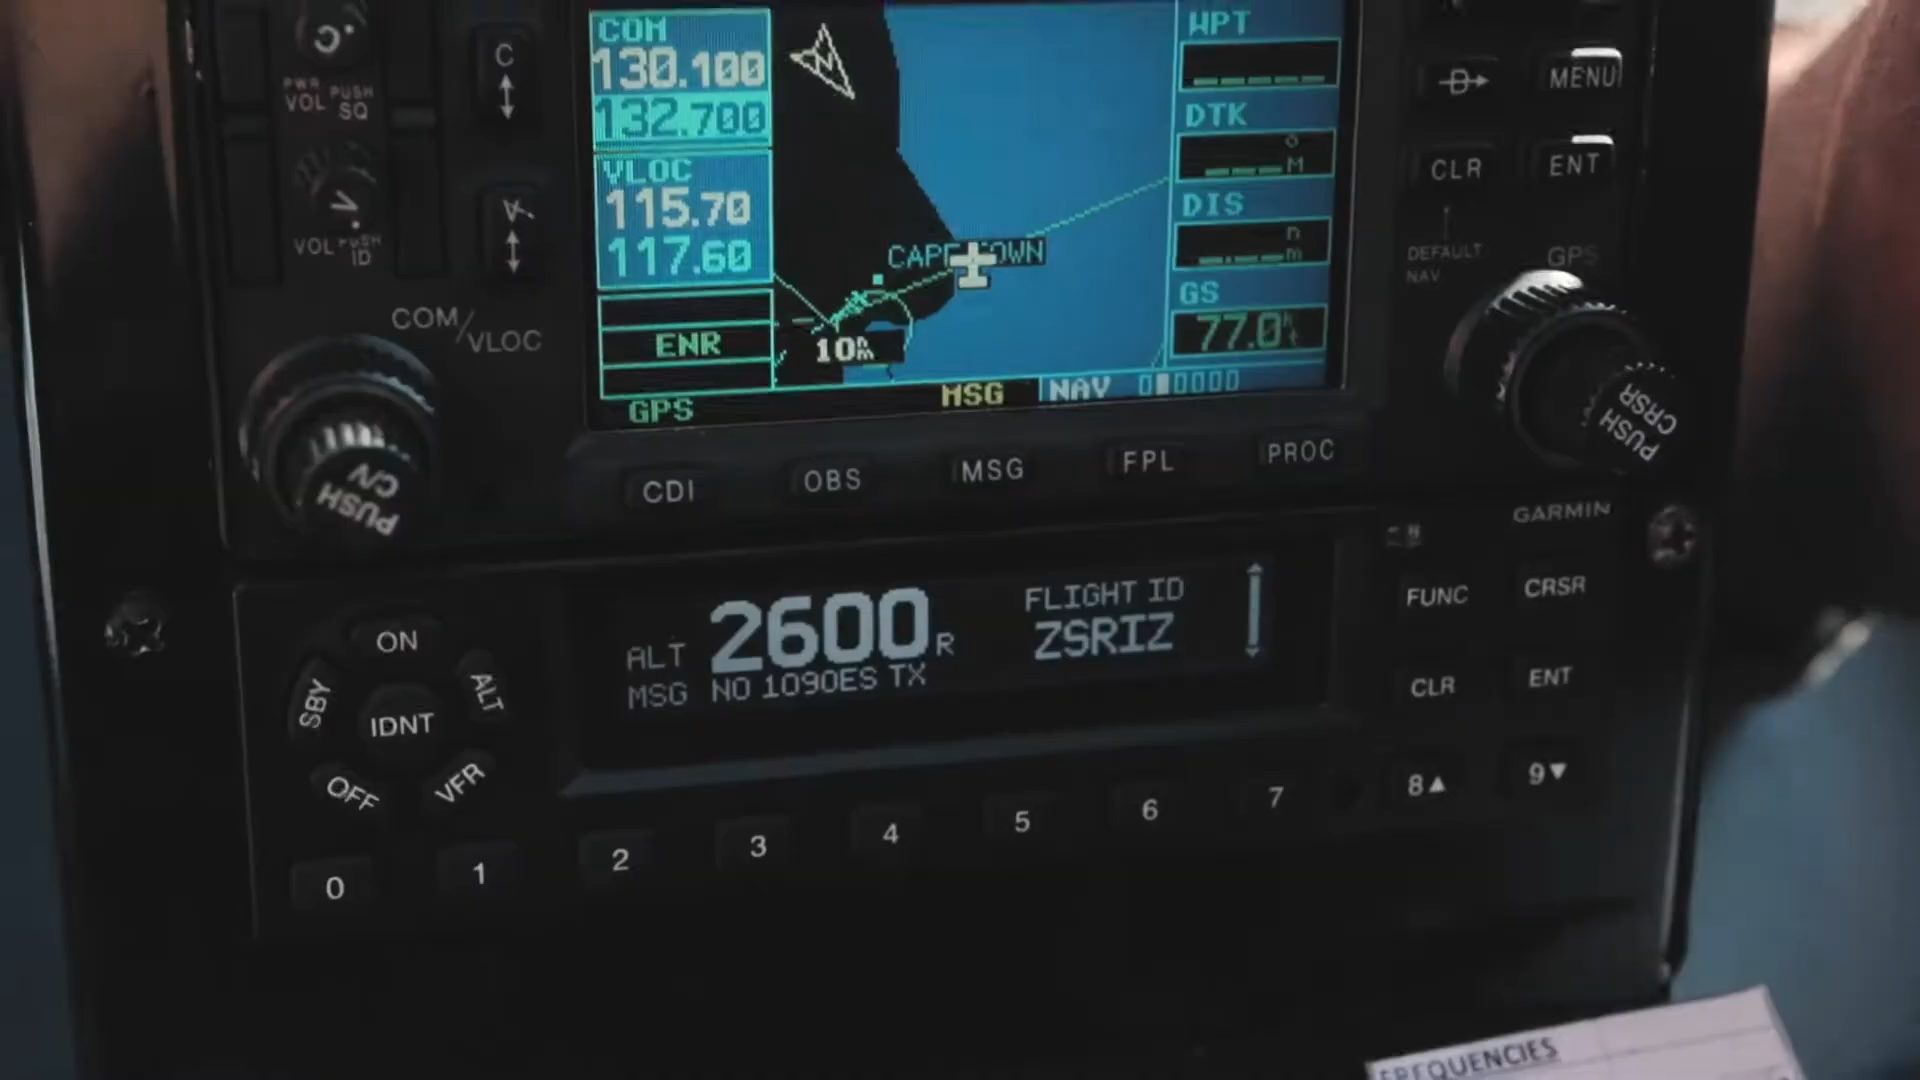 COM
130.100
132.700
VLOC
115.70
117.60
ENR
GPS
N
CAPE TOWN
10
MSG
NAV
WPT
DTK
M
DIS
GS
77.0
C
PWR
VOL
PUSH
SQ
C
V
VOL
PUSH
ID
COM/VLOC
PUSH
C/V
CDI
OBS
MSG
FPL
PROC
D
MENU
CLR
ENT
DEFAULT
NAV
GPS
PUSH
CRSR
GARMIN
ON
SBY
ALT
IDNT
OFF
VFR
ALT
2600
R
MSG
NO 1090ES TX
FLIGHT ID
ZSRIZ
FUNC
CRSR
CLR
ENT
0
1
2
3
4
5
6
7
8▲
9▼
FREQUENCIES